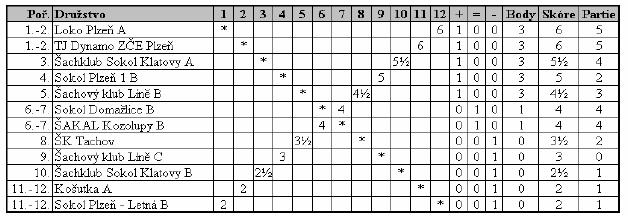 Poř. Družstvo 1 2 3 4 5 6 7 8 9 10 11 12 + = - Body Skóre Partie
1.-2. Loko Plzeň A * 6 1 0 0 3 6 5
1.-2. TJ Dynamo ZČE Plzeň * 6 1 0 0 3 6 5
3. Šachklub Sokol Klatovy A * 5½ 1 0 0 3 5½ 4
4. Sokol Plzeň 1 B * 5 1 0 0 3 5 2
5. Šachový klub Líně B * 4½ 1 0 0 3 4½ 3
6.-7. Sokol Domažlice B * 4 0 1 0 1 4 4
6.-7. ŠAKAL Kozolupy B 4 * 0 1 0 1 4 4
8. ŠK Tachov 3½ * 0 0 1 0 3½ 2
9. Šachový klub Líně C 3 * 0 0 1 0 3 0
10. Šachklub Sokol Klatovy B 2½ * 0 0 1 0 2½ 1
11.-12. Košutka A 2 * 0 0 1 0 2 1
11.-12. Sokol Plzeň - Letná B 2 * 0 0 1 0 2 1